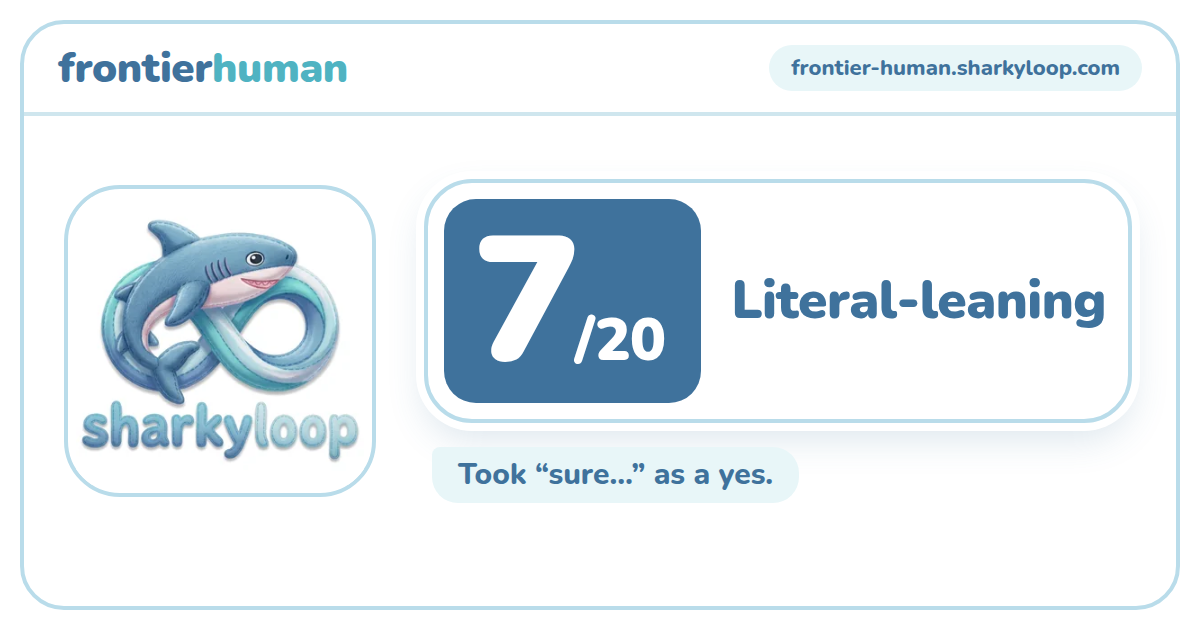 frontierhuman
frontier-human.sharkyloop.com
sharkyloop
7/20
Literal-leaning
Took “sure…” as a yes.